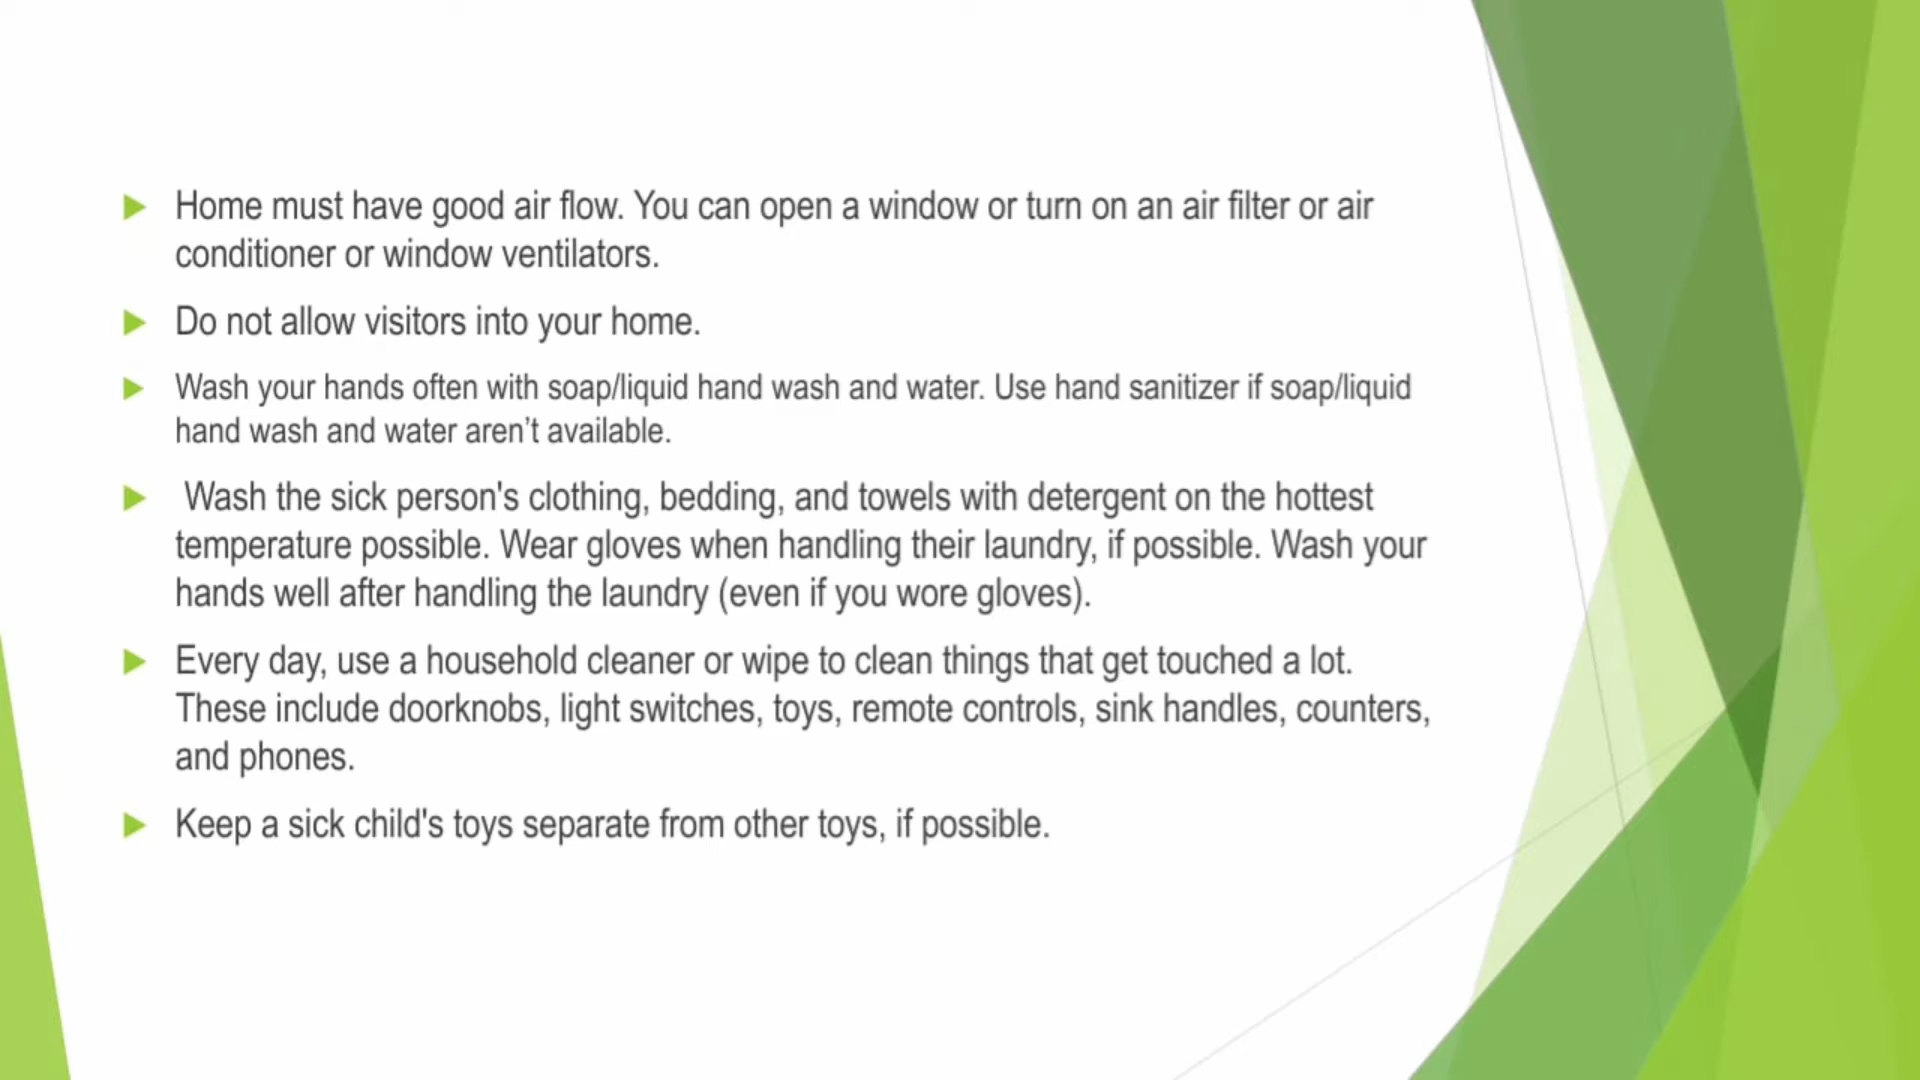 Home must have good air flow. You can open a window or turn on an air filter or air
conditioner or window ventilators.
Do not allow visitors into your home.
Wash your hands often with soap/liquid hand wash and water. Use hand sanitizer if soap/liquid
hand wash and water aren’t available.
Wash the sick person's clothing, bedding, and towels with detergent on the hottest
temperature possible. Wear gloves when handling their laundry, if possible. Wash your
hands well after handling the laundry (even if you wore gloves).
Every day, use a household cleaner or wipe to clean things that get touched a lot.
These include doorknobs, light switches, toys, remote controls, sink handles, counters,
and phones.
Keep a sick child's toys separate from other toys, if possible.